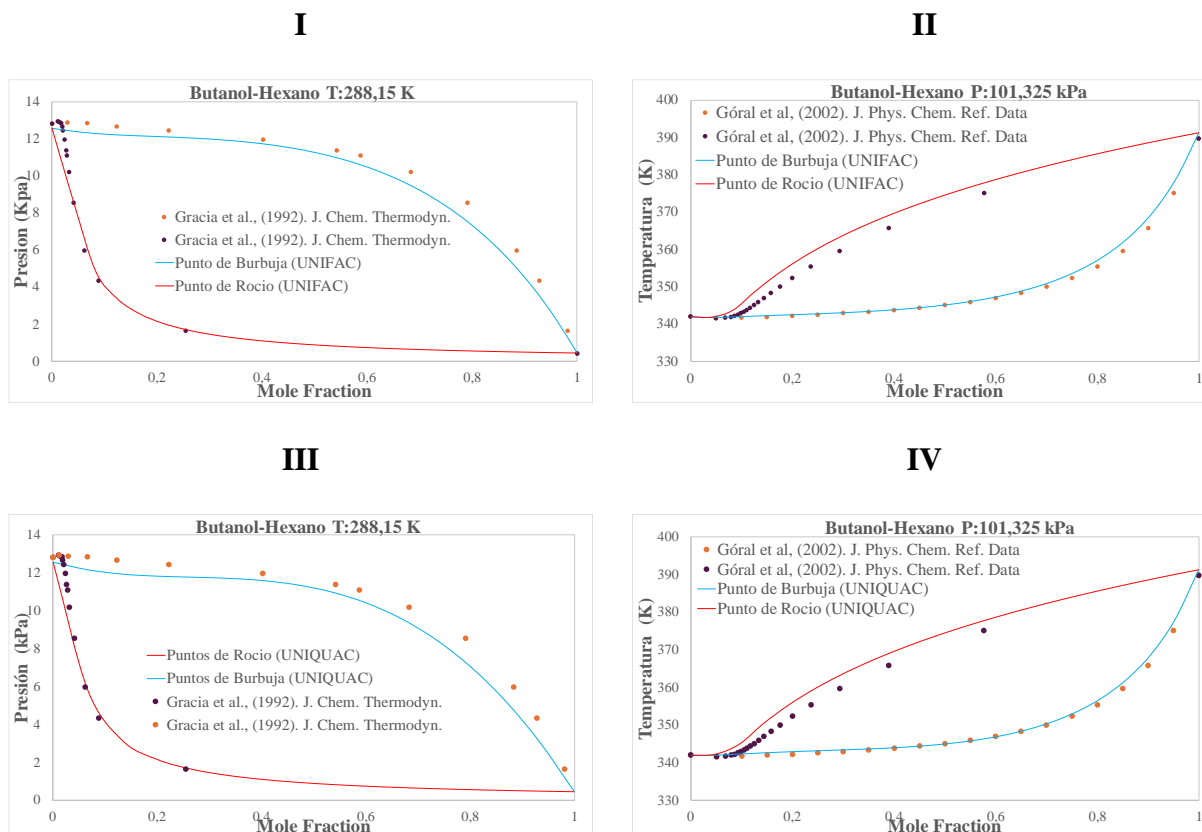 I
Butanol-Hexano T:288,15 K
Presion (Kpa)
14
12
10
8
6
4
2
0
Gracia et al., (1992). J. Chem. Thermodyn.
Gracia et al., (1992). J. Chem. Thermodyn.
Punto de Burbuja (UNIFAC)
Punto de Rocio (UNIFAC)
0 0,2 0,4 0,6 0,8 1
Mole Fraction
II
Butanol-Hexano P:101,325 kPa
Temperatura (K)
400
390
380
370
360
350
340
330
Góral et al, (2002). J. Phys. Chem. Ref. Data
Góral et al, (2002). J. Phys. Chem. Ref. Data
Punto de Burbuja (UNIFAC)
Punto de Rocio (UNIFAC)
0 0,2 0,4 0,6 0,8 1
Mole Fraction
III
Butanol-Hexano T:288,15 K
Presión (kPa)
14
12
10
8
6
4
2
0
Puntos de Rocio (UNIQUAC)
Puntos de Burbuja (UNIQUAC)
Gracia et al., (1992). J. Chem. Thermodyn.
Gracia et al., (1992). J. Chem. Thermodyn.
0 0,2 0,4 0,6 0,8 1
Mole Fraction
IV
Butanol-Hexano P:101,325 kPa
Temperatura (K)
400
390
380
370
360
350
340
330
Góral et al, (2002). J. Phys. Chem. Ref. Data
Góral et al, (2002). J. Phys. Chem. Ref. Data
Punto de Burbuja (UNIQUAC)
Punto de Rocio (UNIQUAC)
0 0,2 0,4 0,6 0,8 1
Mole Fraction